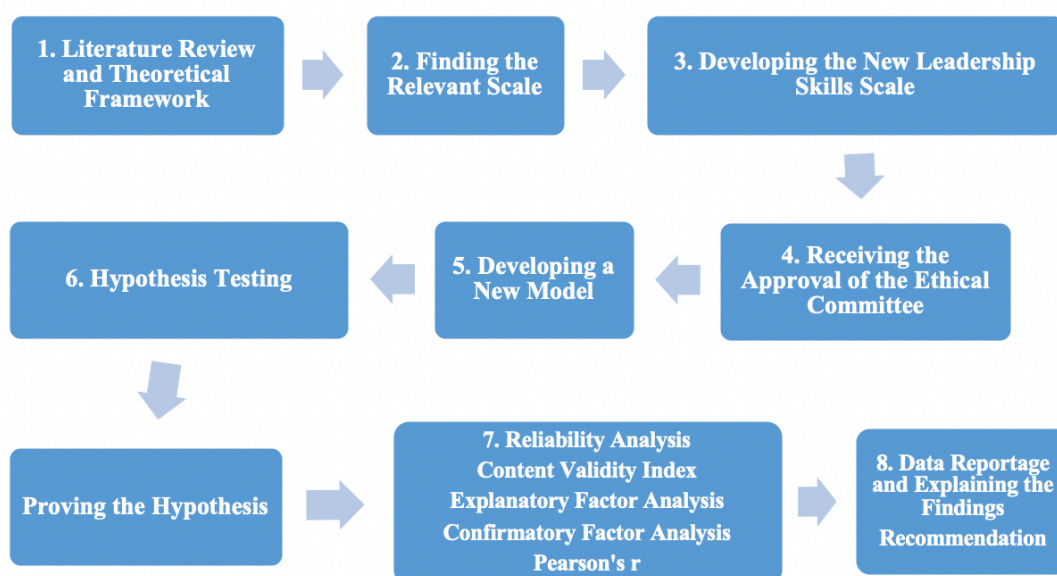 1. Literature Review
and Theoretical
Framework
2. Finding the
Relevant Scale
3. Developing the New Leadership
Skills Scale
4. Receiving the
Approval of the Ethical
Committee
5. Developing a
New Model
6. Hypothesis Testing
Proving the Hypothesis
7. Reliability Analysis
Content Validity Index
Explanatory Factor Analysis
Confirmatory Factor Analysis
Pearson's r
8. Data Reportage
and Explaining the
Findings
Recommendation